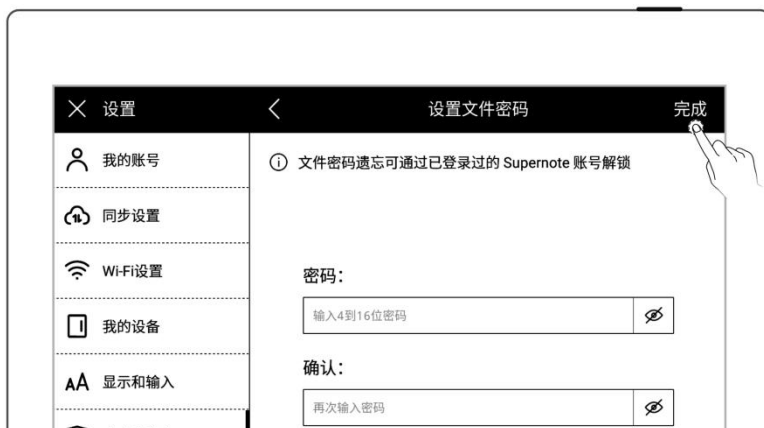 设置
设置文件密码
完成
我的账号
文件密码遗忘可通过已登录过的 Supernote 账号解锁
同步设置
Wi-Fi设置
密码：
输入4到16位密码
我的设备
确认：
显示和输入
再次输入密码